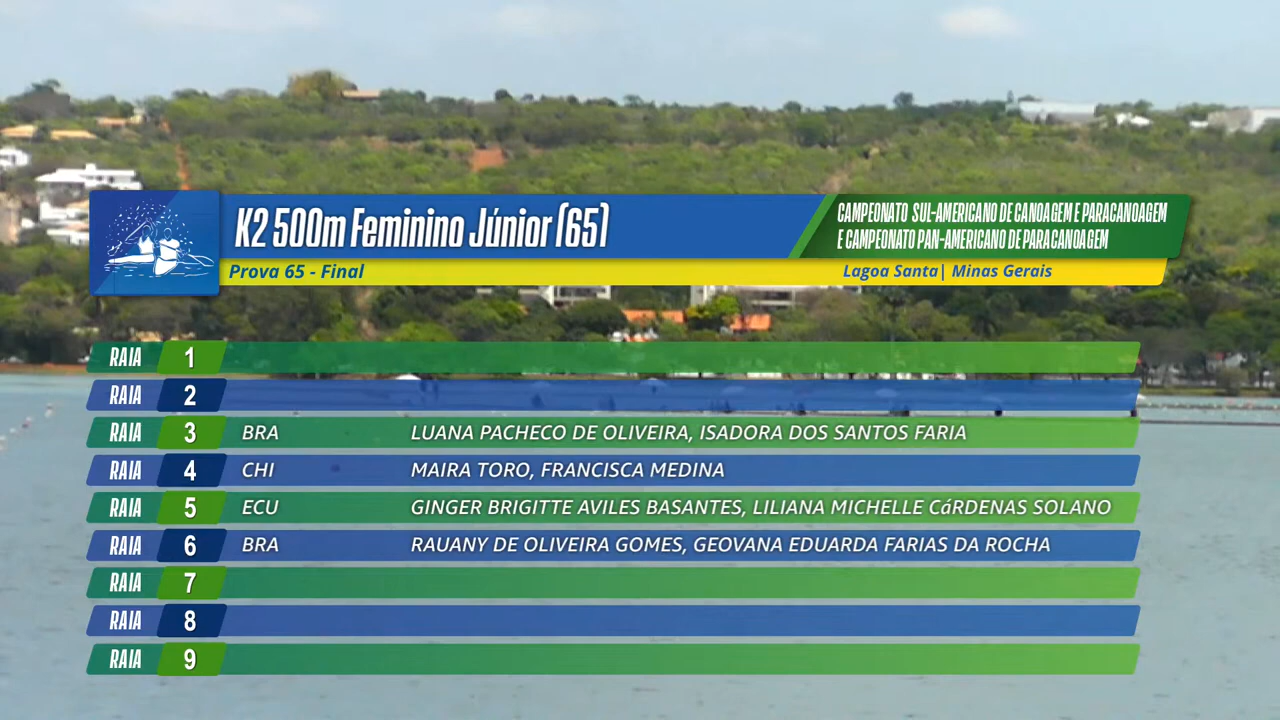 K2 500m Feminino Júnior (65)
CAMPEONATO SUL-AMERICANO DE CANOAGEM E PARACANOAGEM
E CAMPEONATO PAN-AMERICANO DE PARACANOAGEM
Prova 65 - Final
Lagoa Santa| Minas Gerais
RAIA 1
RAIA 2
RAIA 3 BRA LUANA PACHECO DE OLIVEIRA, ISADORA DOS SANTOS FARIA
RAIA 4 CHI MAIRA TORO, FRANCISCA MEDINA
RAIA 5 ECU GINGER BRIGITTE AVILES BASANTES, LILIANA MICHELLE CáRDENAS SOLANO
RAIA 6 BRA RAUANY DE OLIVEIRA GOMES, GEOVANA EDUARDA FARIAS DA ROCHA
RAIA 7
RAIA 8
RAIA 9